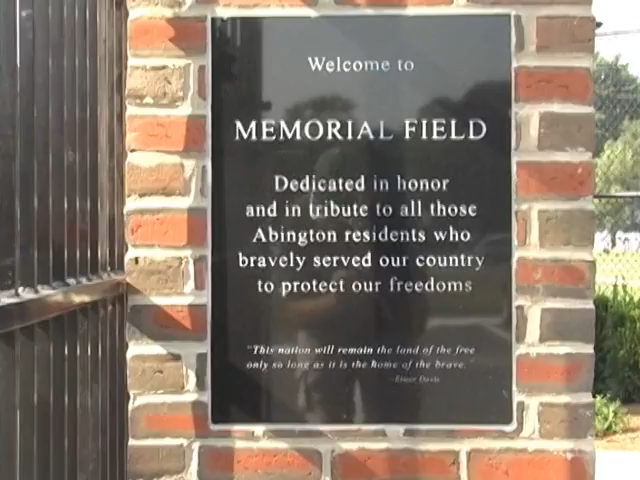 Welcome to
MEMORIAL FIELD
Dedicated in honor
and in tribute to all those
Abington residents who
bravely served our country
to protect our freedoms
"This nation will remain the land of the free
only so long as it is the home of the brave."
-Elmer Davis